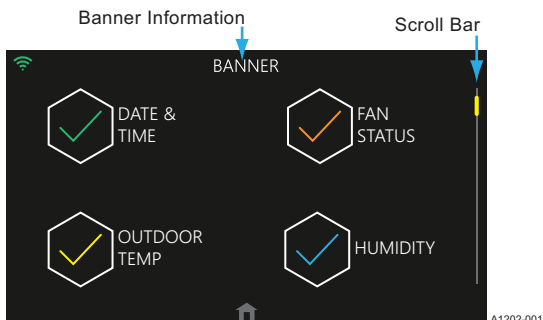 Banner Information
Scroll Bar
BANNER
DATE &
TIME
FAN
STATUS
OUTDOOR
TEMP
HUMIDITY
A1202-001